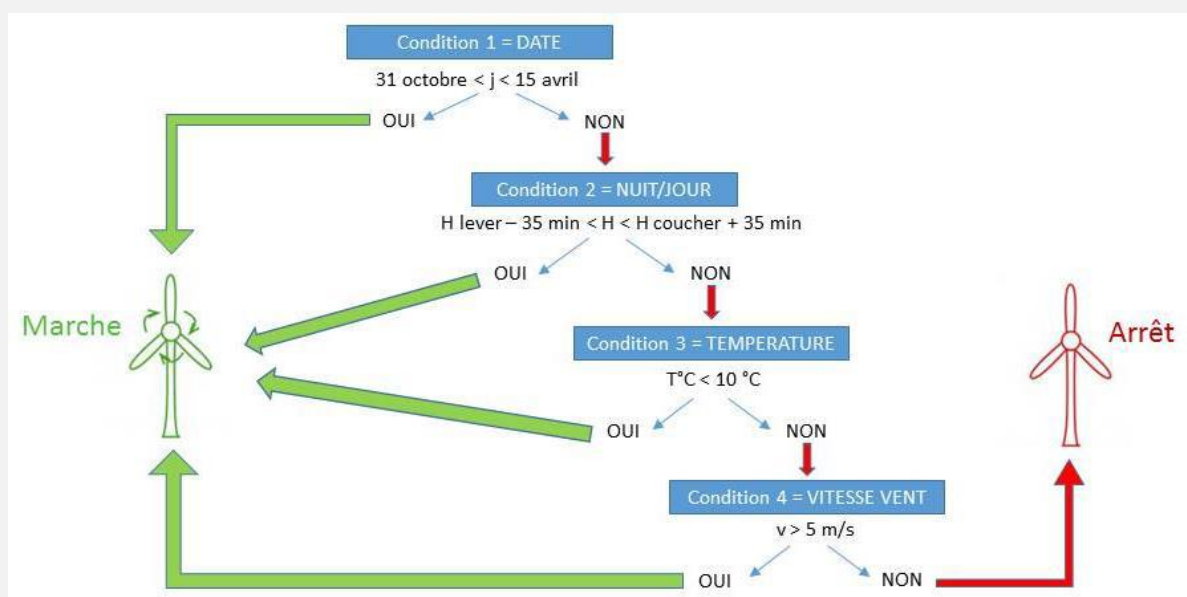 Condition 1 = DATE
31 octobre < j < 15 avril
OUI
NON
Condition 2 = NUIT/JOUR
H lever – 35 min < H < H coucher + 35 min
OUI
NON
Marche
Arrêt
Condition 3 = TEMPERATURE
T°C < 10 °C
OUI
NON
Condition 4 = VITESSE VENT
v > 5 m/s
OUI
NON